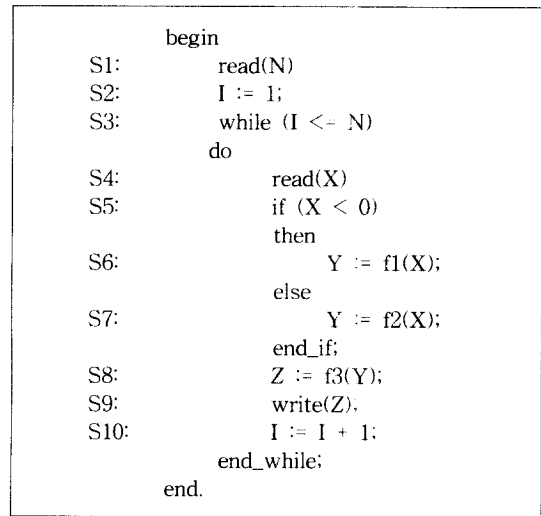 begin
S1: read(N)
S2: I := 1;
S3: while (I <= N)
do
S4: read(X)
S5: if (X < 0)
then
S6: Y := f1(X);
else
S7: Y := f2(X);
end_if;
S8: Z := f3(Y);
S9: write(Z);
S10: I := I + 1;
end_while;
end.